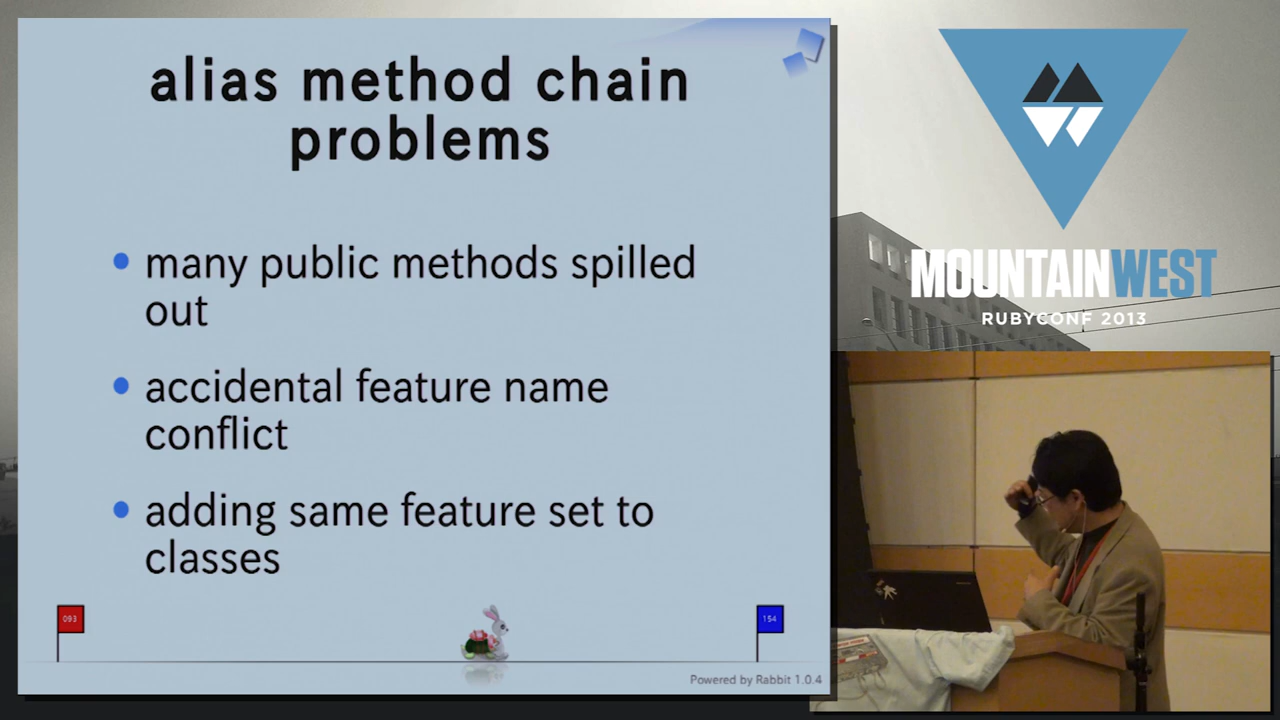 alias method chain
problems
many public methods spilled
out
accidental feature name
conflict
adding same feature set to
classes
093
154
Powered by Rabbit 1.0.4
MOUNTAINWEST
RUBYCONF 2013